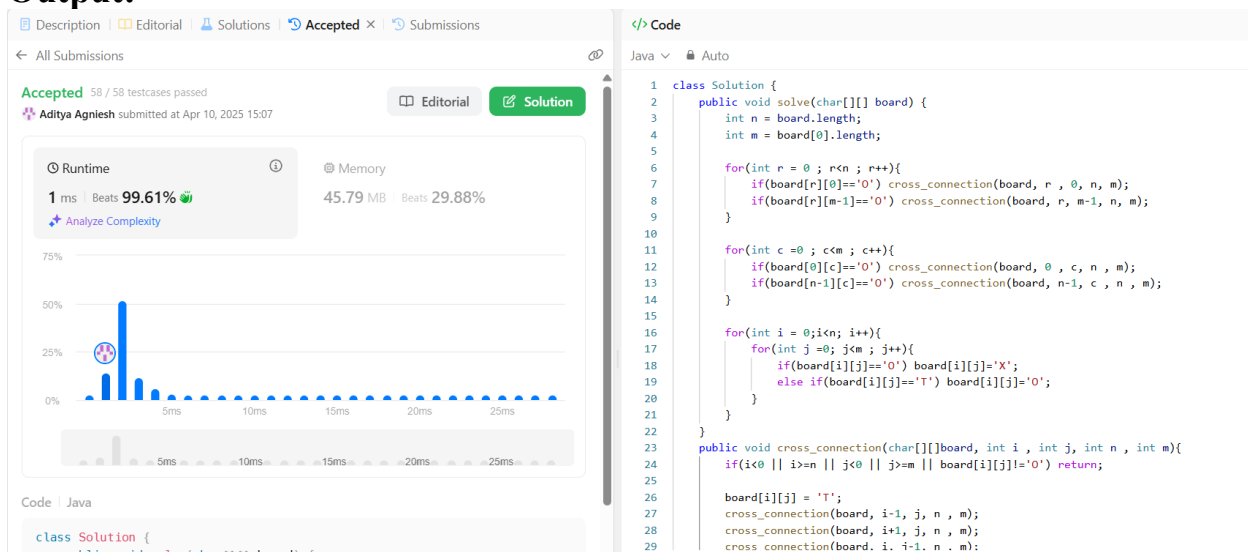 Output:
Description Editorial Solutions Accepted × Submissions
← All Submissions
Accepted 58 / 58 testcases passed
Aditya Agniesh submitted at Apr 10, 2025 15:07
Editorial Solution
Runtime
1 ms Beats 99.61%
Analyze Complexity
Memory
45.79 MB Beats 29.88%
75%
50%
25%
0%
5ms 10ms 15ms 20ms 25ms
5ms 10ms 15ms 20ms 25ms
Code Java
class Solution {
</> Code
Java Auto
1 class Solution {
2 public void solve(char[][] board) {
3 int n = board.length;
4 int m = board[0].length;
5
6 for(int r = 0 ; r<n ; r++){
7 if(board[r][0]=='O') cross_connection(board, r , 0, n, m);
8 if(board[r][m-1]=='O') cross_connection(board, r, m-1, n, m);
9 }
10
11 for(int c =0 ; c<m ; c++){
12 if(board[0][c]=='O') cross_connection(board, 0 , c, n , m);
13 if(board[n-1][c]=='O') cross_connection(board, n-1, c , n , m);
14 }
15
16 for(int i = 0;i<n; i++){
17 for(int j =0; j<m ; j++){
18 if(board[i][j]=='O') board[i][j]='X';
19 else if(board[i][j]=='T') board[i][j]='O';
20 }
21 }
22 }
23 public void cross_connection(char[][]board, int i , int j, int n , int m){
24 if(i<0 || i>=n || j<0 || j>=m || board[i][j]!='O') return;
25
26 board[i][j] = 'T';
27 cross_connection(board, i-1, j, n , m);
28 cross_connection(board, i+1, j, n , m);
29 cross_connection(board, i, j-1, n , m);